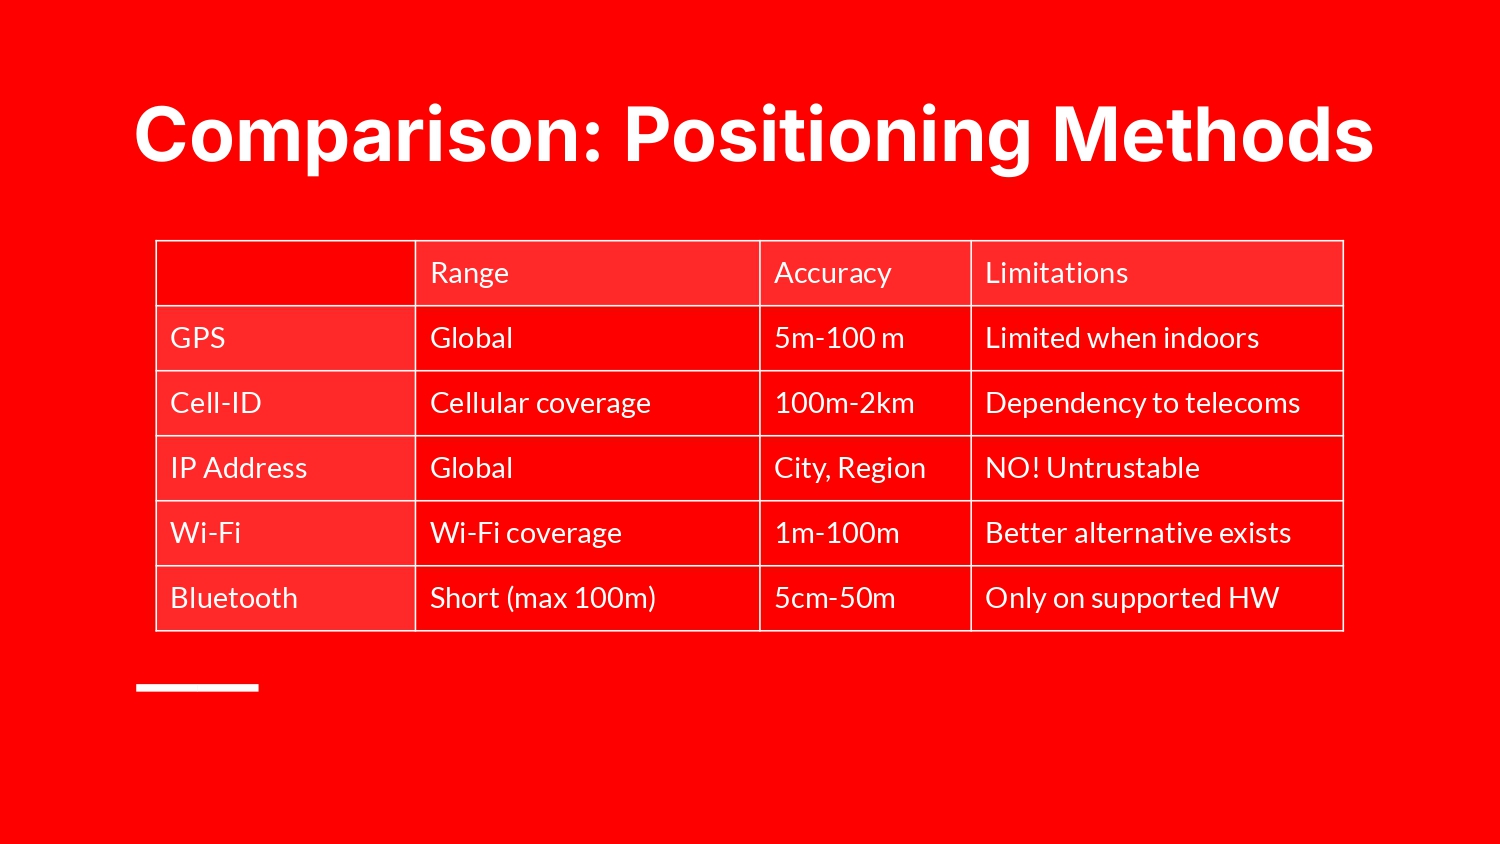 Comparison: Positioning Methods
Range Accuracy Limitations
GPS Global 5m-100 m Limited when indoors
Cell-ID Cellular coverage 100m-2km Dependency to telecoms
IP Address Global City, Region NO! Untrustable
Wi-Fi Wi-Fi coverage 1m-100m Better alternative exists
Bluetooth Short (max 100m) 5cm-50m Only on supported HW